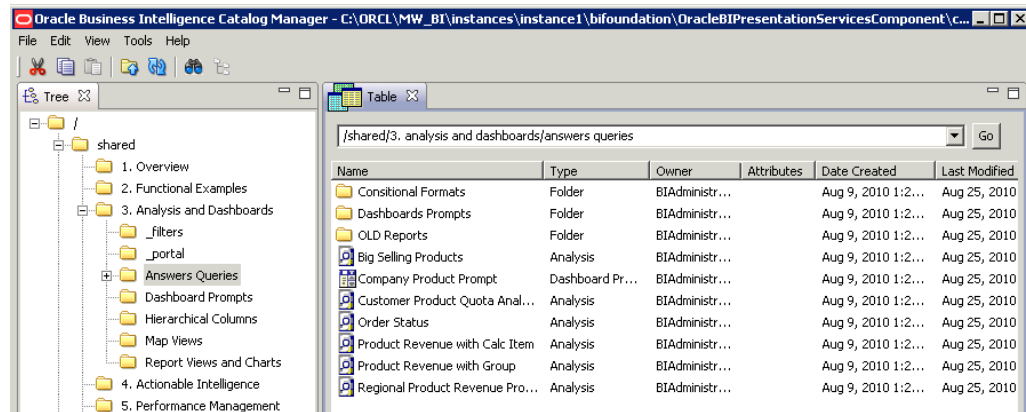 Oracle Business Intelligence Catalog Manager - C:\ORCL\MW_BI\instances\instance1\bifoundation\OracleBIPresentationServicesComponent\c...
File Edit View Tools Help
Tree
Table
/
shared
1. Overview
2. Functional Examples
3. Analysis and Dashboards
_filters
_portal
Answers Queries
Dashboard Prompts
Hierarchical Columns
Map Views
Report Views and Charts
4. Actionable Intelligence
5. Performance Management
/shared/3. analysis and dashboards/answers queries Go
Name Type Owner Attributes Date Created Last Modified
Consitional Formats Folder BIAdministr... Aug 9, 2010 1:2... Aug 25, 2010
Dashboards Prompts Folder BIAdministr... Aug 9, 2010 1:2... Aug 25, 2010
OLD Reports Folder BIAdministr... Aug 9, 2010 1:2... Aug 25, 2010
Big Selling Products Analysis BIAdministr... Aug 9, 2010 1:2... Aug 25, 2010
Company Product Prompt Dashboard Pr... BIAdministr... Aug 9, 2010 1:2... Aug 25, 2010
Customer Product Quota Anal... Analysis BIAdministr... Aug 9, 2010 1:2... Aug 25, 2010
Order Status Analysis BIAdministr... Aug 9, 2010 1:2... Aug 25, 2010
Product Revenue with Calc Item Analysis BIAdministr... Aug 9, 2010 1:2... Aug 25, 2010
Product Revenue with Group Analysis BIAdministr... Aug 9, 2010 1:2... Aug 25, 2010
Regional Product Revenue Pro... Analysis BIAdministr... Aug 9, 2010 1:2... Aug 25, 2010